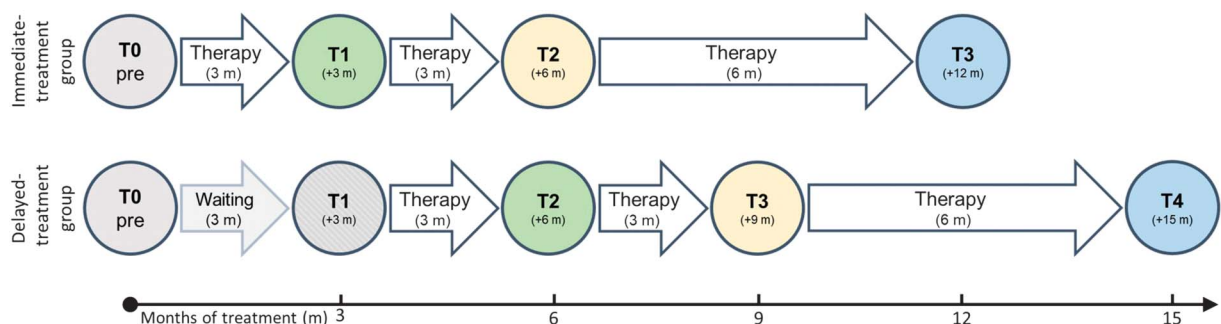 Immediate-
treatment
group
T0
pre
Therapy
(3 m)
T1
(+3 m)
Therapy
(3 m)
T2
(+6 m)
Therapy
(6 m)
T3
(+12 m)
Delayed-
treatment
group
T0
pre
Waiting
(3 m)
T1
(+3 m)
Therapy
(3 m)
T2
(+6 m)
Therapy
(3 m)
T3
(+9 m)
Therapy
(6 m)
T4
(+15 m)
Months of treatment (m) 3 6 9 12 15